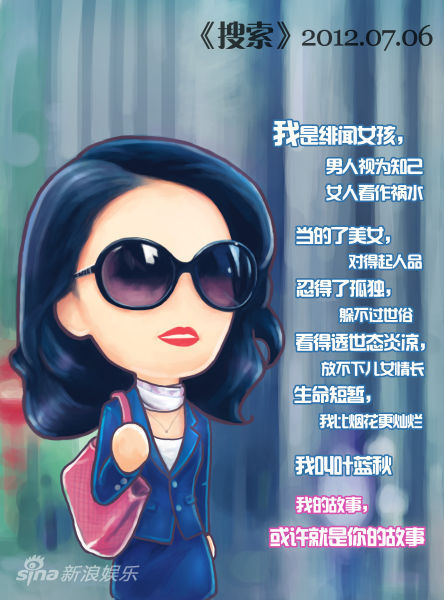 《搜索》2012.07.06
我是绯闻女孩，
男人视为知己
女人看作祸水
当的了美女，
对得起人品
忍得了孤独，
躲不过世俗
看得透世态炎凉，
放不下儿女情长
生命短暂，
我比烟花更灿烂
我叫叶蓝秋
我的故事，
或许就是你的故事
sina 新浪娱乐